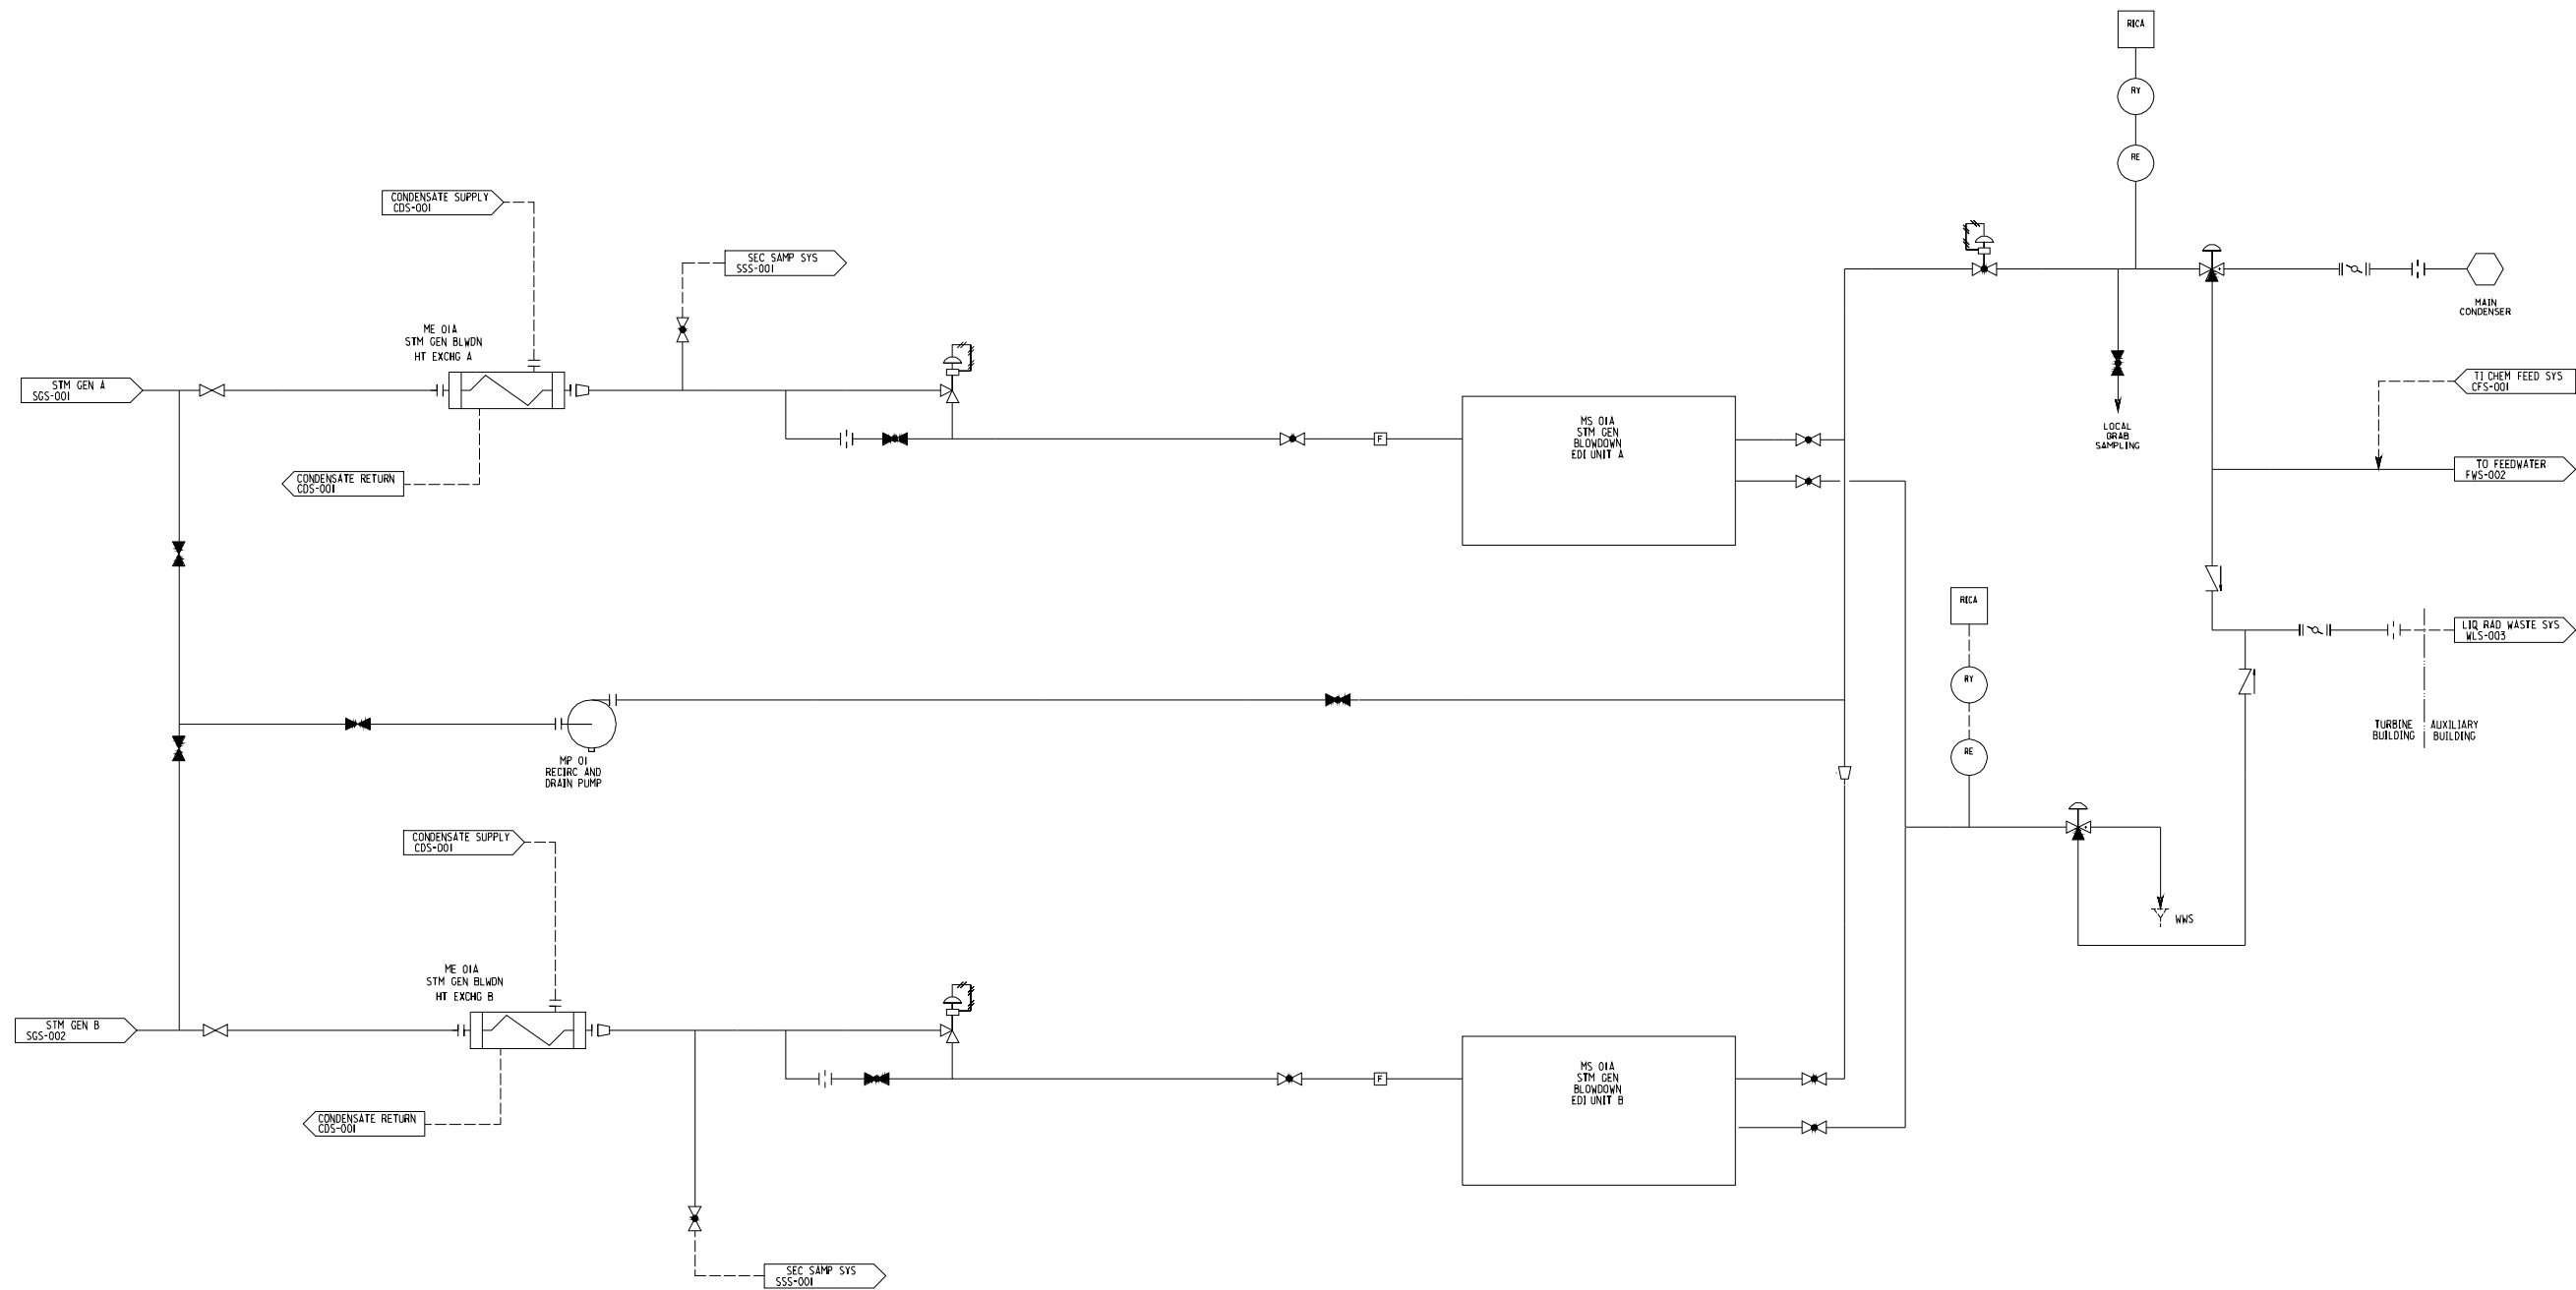 RICA
RY
RE
CONDENSATE SUPPLY
CDS-001
SEC SAMP SYS
SSS-001
MAIN
CONDENSER
ME 01A
STM GEN BLWDN
HT EXCHG A
STM GEN A
SGS-001
TI CHEM FEED SYS
CFS-001
MS 01A
STM GEN
BLOWDOWN
EDI UNIT A
F
LOCAL
GRAB
SAMPLING
CONDENSATE RETURN
CDS-001
TO FEEDWATER
FWS-002
RICA
RY
RE
LIQ RAD WASTE SYS
WLS-003
TURBINE
BUILDING
AUXILIARY
BUILDING
MP 01
RECIRC AND
DRAIN PUMP
CONDENSATE SUPPLY
CDS-001
WWS
ME 01A
STM GEN BLWDN
HT EXCHG B
STM GEN B
SGS-002
MS 01A
STM GEN
BLOWDOWN
EDI UNIT B
F
CONDENSATE RETURN
CDS-001
SEC SAMP SYS
SSS-001